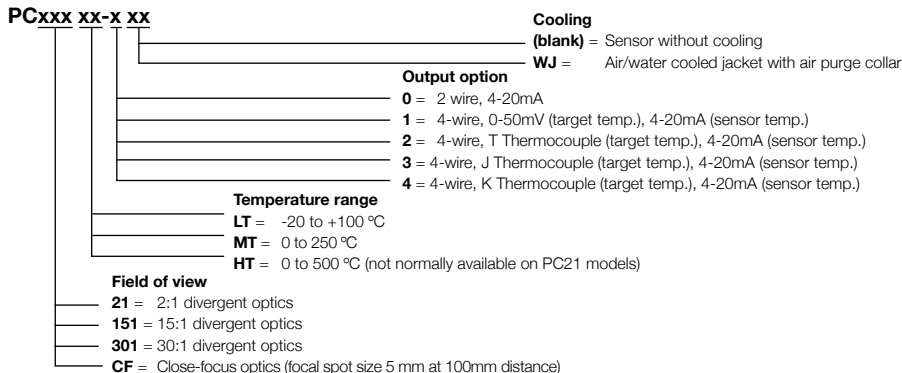 PCxxx xx-x xx
Cooling
(blank) = Sensor without cooling
WJ = Air/water cooled jacket with air purge collar
Output option
0 = 2 wire, 4-20mA
1 = 4-wire, 0-50mV (target temp.), 4-20mA (sensor temp.)
2 = 4-wire, T Thermocouple (target temp.), 4-20mA (sensor temp.)
3 = 4-wire, J Thermocouple (target temp.), 4-20mA (sensor temp.)
4 = 4-wire, K Thermocouple (target temp.), 4-20mA (sensor temp.)
Temperature range
LT = -20 to +100 ºC
MT = 0 to 250 ºC
HT = 0 to 500 ºC (not normally available on PC21 models)
Field of view
21 = 2:1 divergent optics
151 = 15:1 divergent optics
301 = 30:1 divergent optics
CF = Close-focus optics (focal spot size 5 mm at 100mm distance)